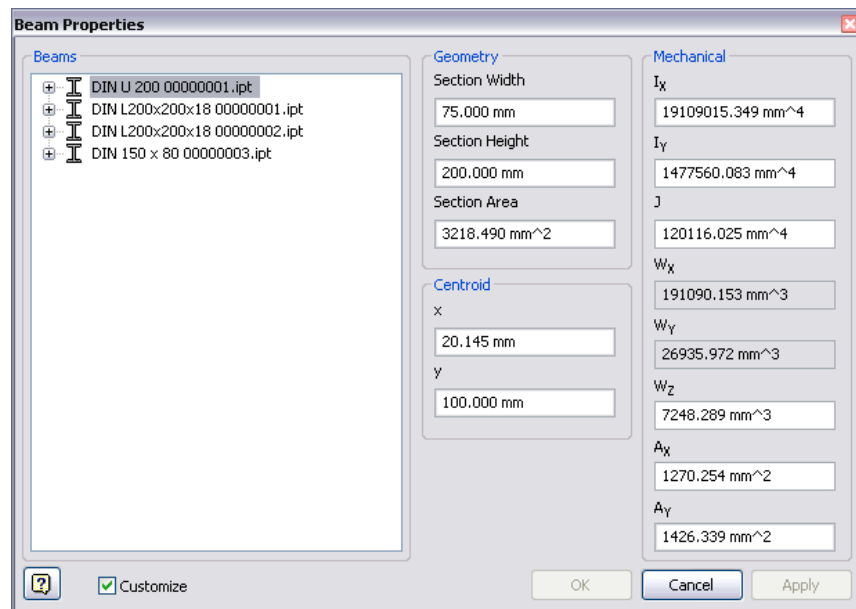 Beam Properties
Beams
DIN U 200 00000001.ipt
DIN L200x200x18 00000001.ipt
DIN L200x200x18 00000002.ipt
DIN 150 x 80 00000003.ipt
Geometry
Section Width
75.000 mm
Section Height
200.000 mm
Section Area
3218.490 mm^2
Centroid
x
20.145 mm
y
100.000 mm
Mechanical
IX
19109015.349 mm^4
IY
1477560.083 mm^4
J
120116.025 mm^4
WX
191090.153 mm^3
WY
26935.972 mm^3
WZ
7248.289 mm^3
AX
1270.254 mm^2
AY
1426.339 mm^2
Customize
OK
Cancel
Apply